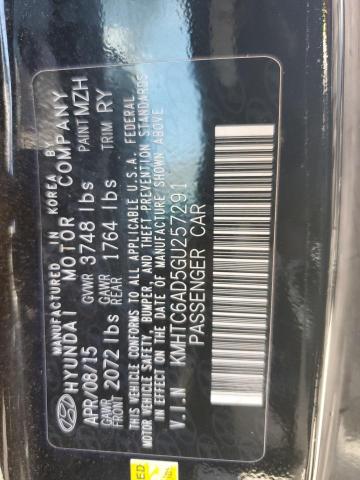 MANUFACTURED IN KOREA BY
HYUNDAI MOTOR COMPANY
APR/08/15 GVWR 3748 lbs PAINT MZH
GAWR FRONT 2072 lbs GAWR REAR 1764 lbs TRIM RY
THIS VEHICLE CONFORMS TO ALL APPLICABLE U.S.A. FEDERAL
MOTOR VEHICLE SAFETY, BUMPER, AND THEFT PREVENTION STANDARDS
IN EFFECT ON THE DATE OF MANUFACTURE SHOWN ABOVE.
V.I.N KMHTC6AD5GU257291
PASSENGER CAR
ED